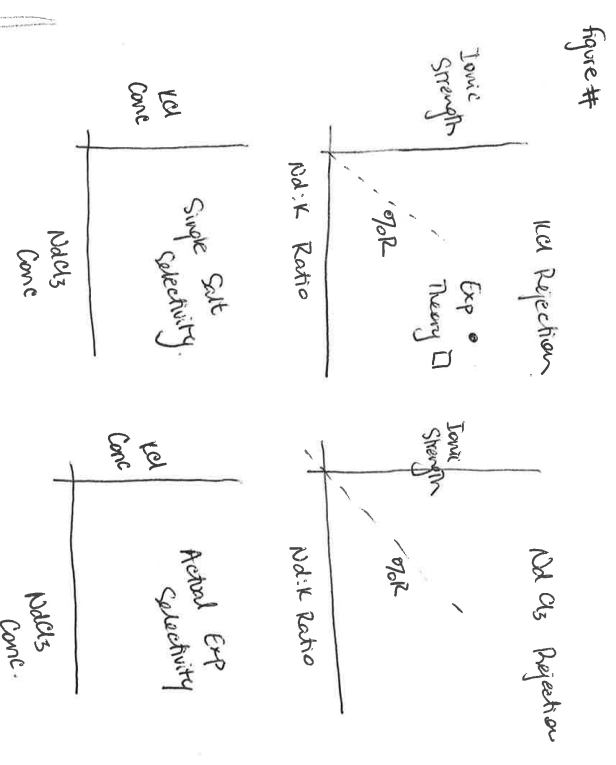 figure #
KCl Rejection
Ionic
Strength
%R
Exp ●
Theory □
Nd:K Ratio
NdCl3 Rejection
Ionic
Strength
%R
Nd:K Ratio
KCl
Conc
Single Salt
Selectivity.
NdCl3
Conc
KCl
Conc
Actual Exp
Selectivity
NdCl3
Conc.